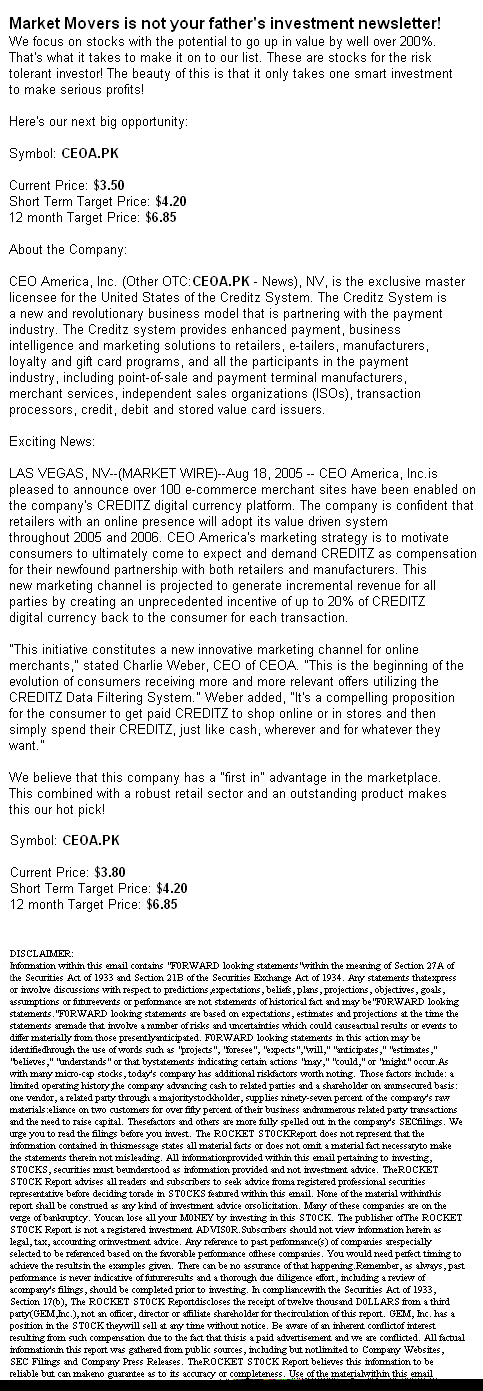 Market Movers is not your father's investment newsletter!
We focus on stocks with the potential to go up in value by well over 200%.
That's what it takes to make it on to our list. These are stocks for the risk
tolerant investor! The beauty of this is that it only takes one smart investment
to make serious profits!
Here's our next big opportunity:
Symbol: CEOA.PK
Current Price: $3.50
Short Term Target Price: $4.20
12 month Target Price: $6.85
About the Company:
CEO America, Inc. (Other OTC:CEOA.PK - News), NV, is the exclusive master
licensee for the United States of the Creditz System. The Creditz System is
a new and revolutionary business model that is partnering with the payment
industry. The Creditz system provides enhanced payment, business
intelligence and marketing solutions to retailers, e-tailers, manufacturers,
loyalty and gift card programs, and all the participants in the payment
industry, including point-of-sale and payment terminal manufacturers,
merchant services, independent sales organizations (ISOs), transaction
processors, credit, debit and stored value card issuers.
Exciting News:
LAS VEGAS, NV--(MARKET WIRE)--Aug 18, 2005 -- CEO America, Inc.is
pleased to announce over 100 e-commerce merchant sites have been enabled on
the company's CREDITZ digital currency platform. The company is confident that
retailers with an online presence will adopt its value driven system
throughout 2005 and 2006. CEO America's marketing strategy is to motivate
consumers to ultimately come to expect and demand CREDITZ as compensation
for their newfound partnership with both retailers and manufacturers. This
new marketing channel is projected to generate incremental revenue for all
parties by creating an unprecedented incentive of up to 20% of CREDITZ
digital currency back to the consumer for each transaction.
"This initiative constitutes a new innovative marketing channel for online
merchants," stated Charlie Weber, CEO of CEOA. "This is the beginning of the
evolution of consumers receiving more and more relevant offers utilizing the
CREDITZ Data Filtering System." Weber added, "It's a compelling proposition
for the consumer to get paid CREDITZ to shop online or in stores and then
simply spend their CREDITZ, just like cash, wherever and for whatever they
want."
We believe that this company has a "first in" advantage in the marketplace.
This combined with a robust retail sector and an outstanding product makes
this our hot pick!
Symbol: CEOA.PK
Current Price: $3.80
Short Term Target Price: $4.20
12 month Target Price: $6.85
DISCLAIMER:
Information within this email contains "F0RWARD looking statements"within the meaning of Section 27A of
the Securities Act of 1933 and Section 21B of the Securities Exchange Act of 1934. Any statements thatexpress
or involve discussions with respect to predictions,expectations, beliefs, plans, projections, objectives, goals,
assumptions or futureevents or performance are not statements of historical fact and may be"F0RWARD looking
statements."F0RWARD looking statements are based on expectations, estimates and projections at the time the
statements aremade that involve a number of risks and uncertainties which could causeactual results or events to
differ materially from those presentlyanticipated. F0RWARD looking statements in this action may be
identifiedthrough the use of words such as "projects", "foresee", "expects","will," "anticipates," "estimates,"
"believes," "understands" or that bystatements indicating certain actions "may," "could," or "might" occur.As
with many micro-cap stocks, today's company has additional riskfactors worth noting. Those factors include: a
limited operating history,the company advancing cash to related parties and a shareholder on anunsecured basis:
one vendor, a related party through a majoritystockholder, supplies ninety-seven percent of the company's raw
materials:eliance on two customers for over fifty percent of their business andnumerous related party transactions
and the need to raise capital. Thesefactors and others are more fully spelled out in the company's SECfilings. We
urge you to read the filings before you invest. The ROCKET ST0CKReport does not represent that the
information contained in thismessage states all material facts or does not omit a material fact necessaryto make
the statements therein not misleading. All informationprovided within this email pertaining to investing,
ST0CKS, securities must beunderstood as information provided and not investment advice. TheROCKET
ST0CK Report advises all readers and subscribers to seek advice froma registered professional securities
representative before deciding torade in ST0CKS featured within this email. None of the material withinthis
report shall be construed as any kind of investment advice orsolicitation. Many of these companies are on the
verge of bankruptcy. Youcan lose all your M0NEY by investing in this ST0CK. The publisher ofThe ROCKET
ST0CK Report is not a registered investment ADVIS0R.Subscribers should not view information herein as
legal, tax, accounting orinvestment advice. Any reference to past performance(s) of companies arespecially
selected to be referenced based on the favorable performance ofthese companies. You would need perfect timing to
achieve the resultsin the examples given. There can be no assurance of that happening.Remember, as always, past
performance is never indicative of futureresults and a thorough due diligence effort, including a review of
acompany's filings, should be completed prior to investing. In compliancewith the Securities Act of 1933,
Section 17(b), The ROCKET ST0CK Reportdiscloses the receipt of twelve thousand D0LLARS from a third
party(GEM,Inc.), not an officer, director or affiliate shareholder for thecirculation of this report. GEM, Inc. has a
position in the ST0CK theywill sell at any time without notice. Be aware of an inherent conflictof interest
resulting from such compensation due to the fact that thisis a paid advertisement and we are conflicted. All factual
informationin this report was gathered from public sources, including but notlimited to Company Websites,
SEC Filings and Company Press Releases. TheROCKET ST0CK Report believes this information to be
reliable but can makeno guarantee as to its accuracy or completeness. Use of the materialwithin this email